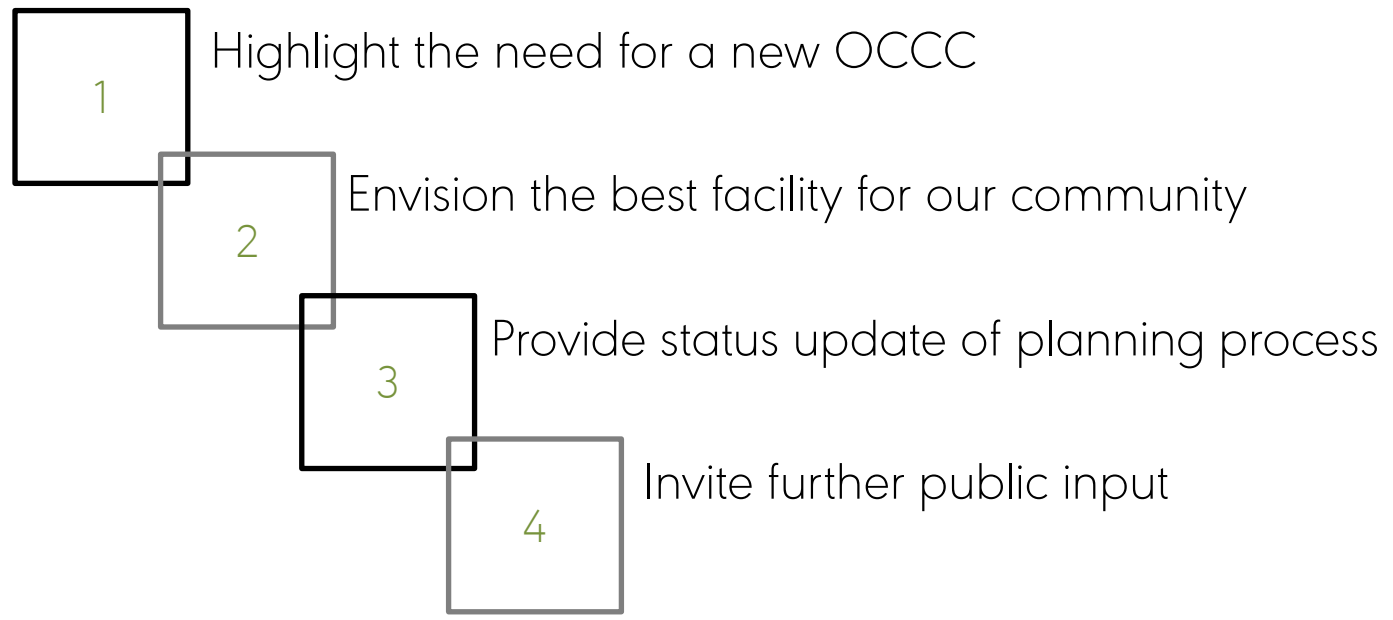 1
Highlight the need for a new OCCC
2
Envision the best facility for our community
3
Provide status update of planning process
4
Invite further public input